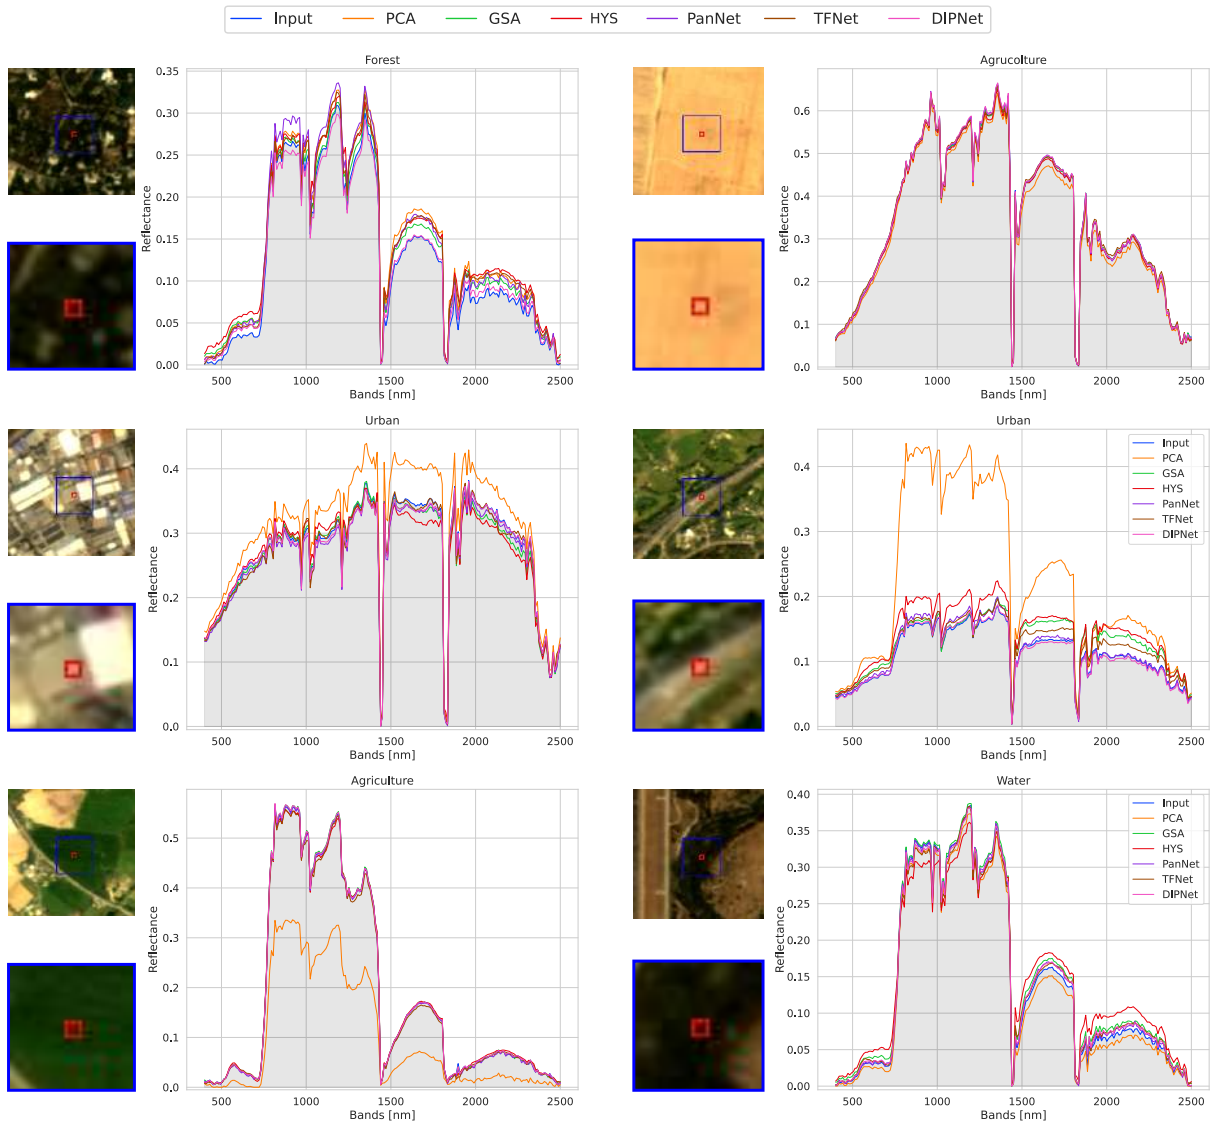 Input PCA GSA HYS PanNet TFNet DIPNet
Forest
Reflectance
0.35
0.30
0.25
0.20
0.15
0.10
0.05
0.00
500 1000 1500 2000 2500
Bands [nm]
Agrucolture
Reflectance
0.6
0.5
0.4
0.3
0.2
0.1
0.0
500 1000 1500 2000 2500
Bands [nm]
Urban
Reflectance
0.4
0.3
0.2
0.1
0.0
500 1000 1500 2000 2500
Bands [nm]
Urban
Reflectance
0.4
0.3
0.2
0.1
0.0
Input
PCA
GSA
HYS
PanNet
TFNet
DIPNet
500 1000 1500 2000 2500
Bands [nm]
Agriculture
Reflectance
0.5
0.4
0.3
0.2
0.1
0.0
500 1000 1500 2000 2500
Bands [nm]
Water
Reflectance
0.40
0.35
0.30
0.25
0.20
0.15
0.10
0.05
0.00
Input
PCA
GSA
HYS
PanNet
TFNet
DIPNet
500 1000 1500 2000 2500
Bands [nm]